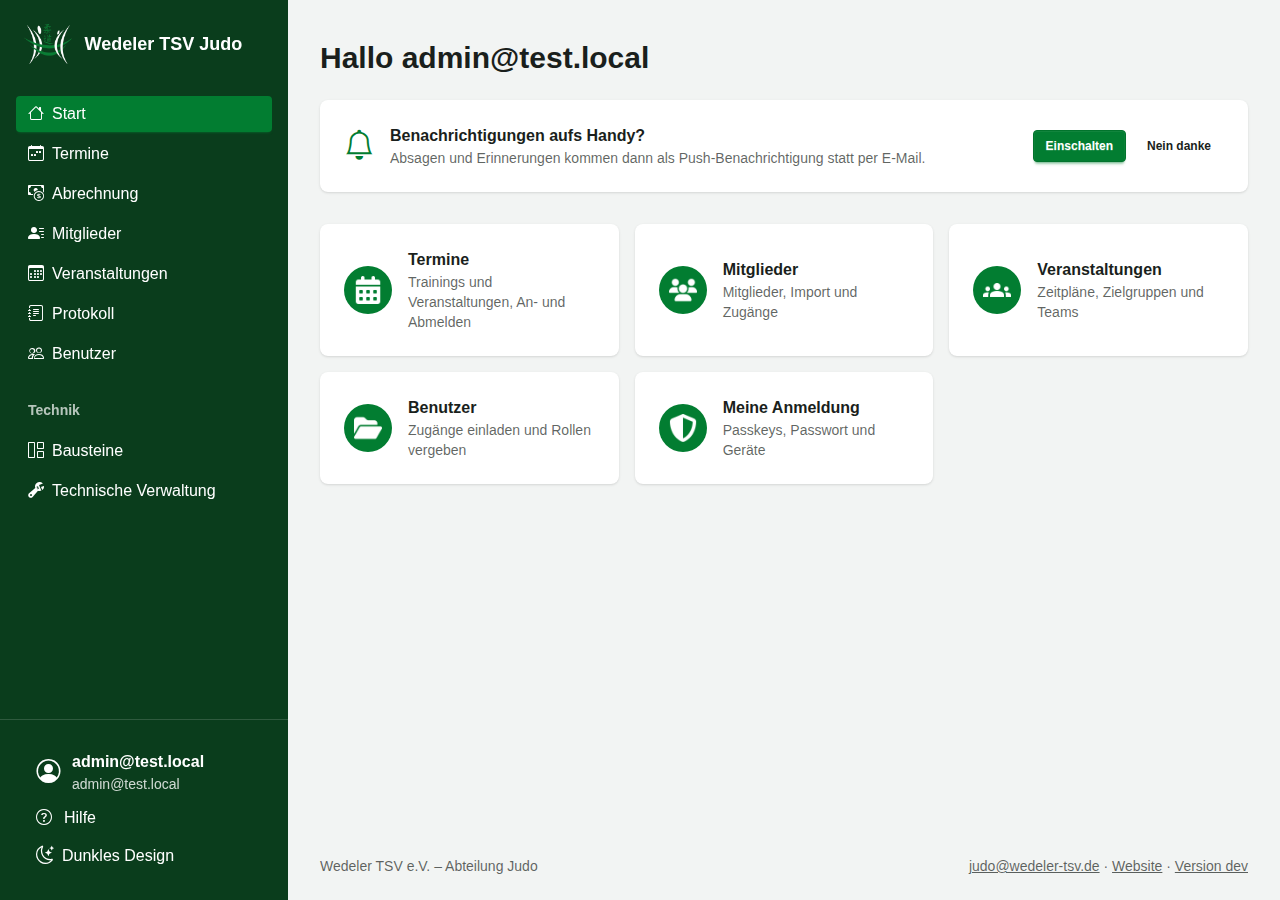 Wedeler TSV Judo
Start
Termine
Abrechnung
Mitglieder
Veranstaltungen
Protokoll
Benutzer
Technik
Bausteine
Technische Verwaltung
admin@test.local
admin@test.local
Hilfe
Dunkles Design
Hallo admin@test.local
Benachrichtigungen aufs Handy?
Absagen und Erinnerungen kommen dann als Push-Benachrichtigung statt per E-Mail.
Einschalten
Nein danke
Termine
Trainings und
Veranstaltungen, An- und
Abmelden
Mitglieder
Mitglieder, Import und
Zugänge
Veranstaltungen
Zeitpläne, Zielgruppen und
Teams
Benutzer
Zugänge einladen und Rollen
vergeben
Meine Anmeldung
Passkeys, Passwort und
Geräte
Wedeler TSV e.V. – Abteilung Judo
judo@wedeler-tsv.de · Website · Version dev